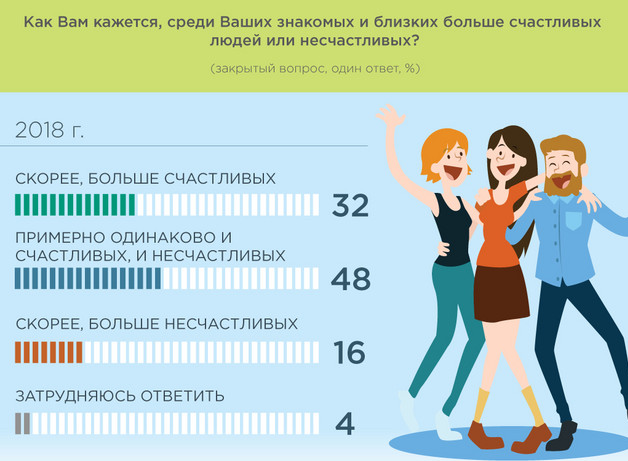 Как Вам кажется, среди Ваших знакомых и близких больше счастливых
людей или несчастливых?
(закрытый вопрос, один ответ, %)
2018 г.
СКОРЕЕ, БОЛЬШЕ СЧАСТЛИВЫХ
32
ПРИМЕРНО ОДИНАКОВО И
СЧАСТЛИВЫХ, И НЕСЧАСТЛИВЫХ
48
СКОРЕЕ, БОЛЬШЕ НЕСЧАСТЛИВЫХ
16
ЗАТРУДНЯЮСЬ ОТВЕТИТЬ
4